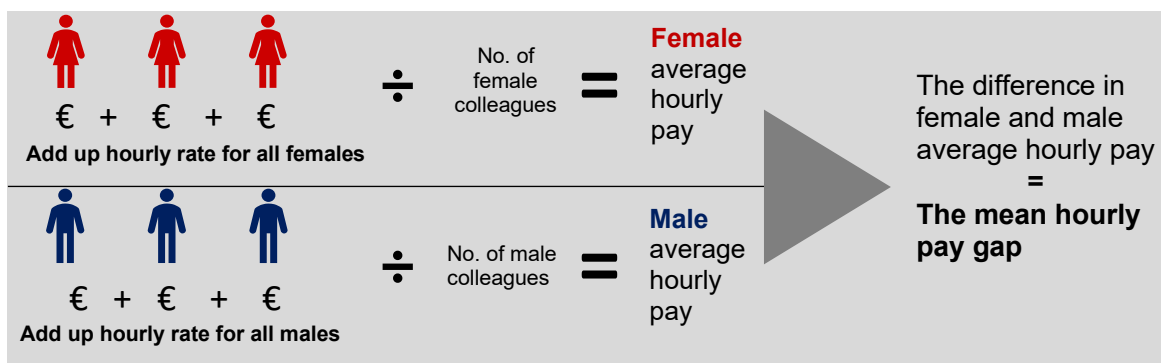 € + € + €
Add up hourly rate for all females
÷
No. of
female
colleagues
=
Female
average
hourly
pay
€ + € + €
Add up hourly rate for all males
÷
No. of male
colleagues
=
Male
average
hourly
pay
The difference in
female and male
average hourly pay
=
The mean hourly
pay gap